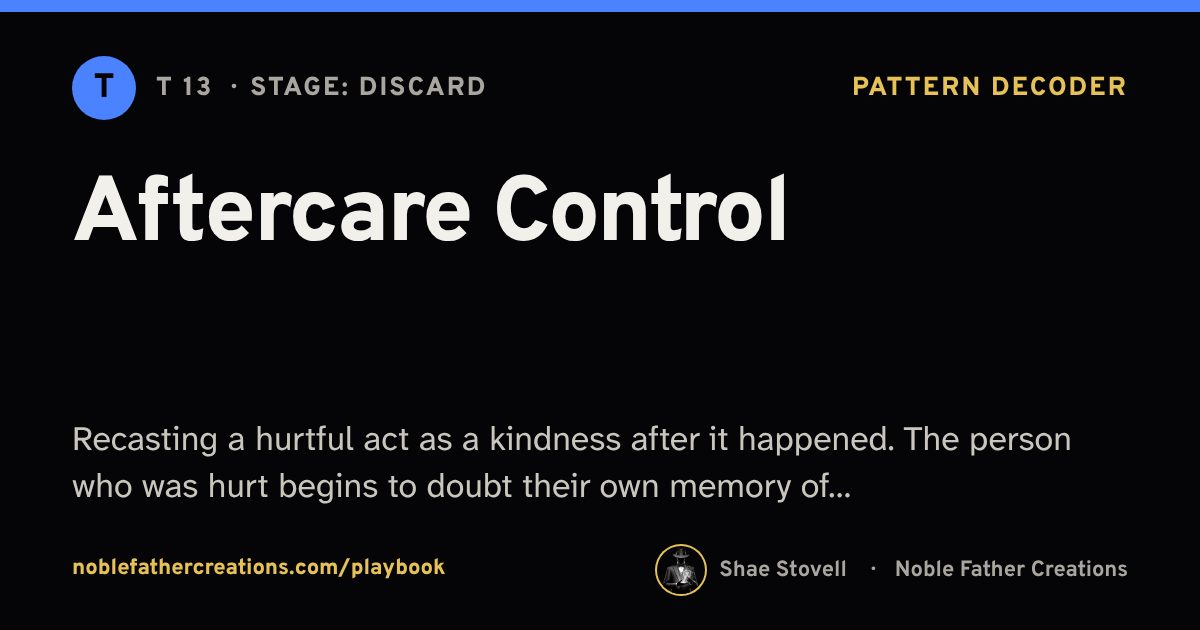 T
T 13 · STAGE: DISCARD
PATTERN DECODER
Aftercare Control
Recasting a hurtful act as a kindness after it happened. The person
who was hurt begins to doubt their own memory of...
noblefathercreations.com/playbook
Shae Stovell · Noble Father Creations